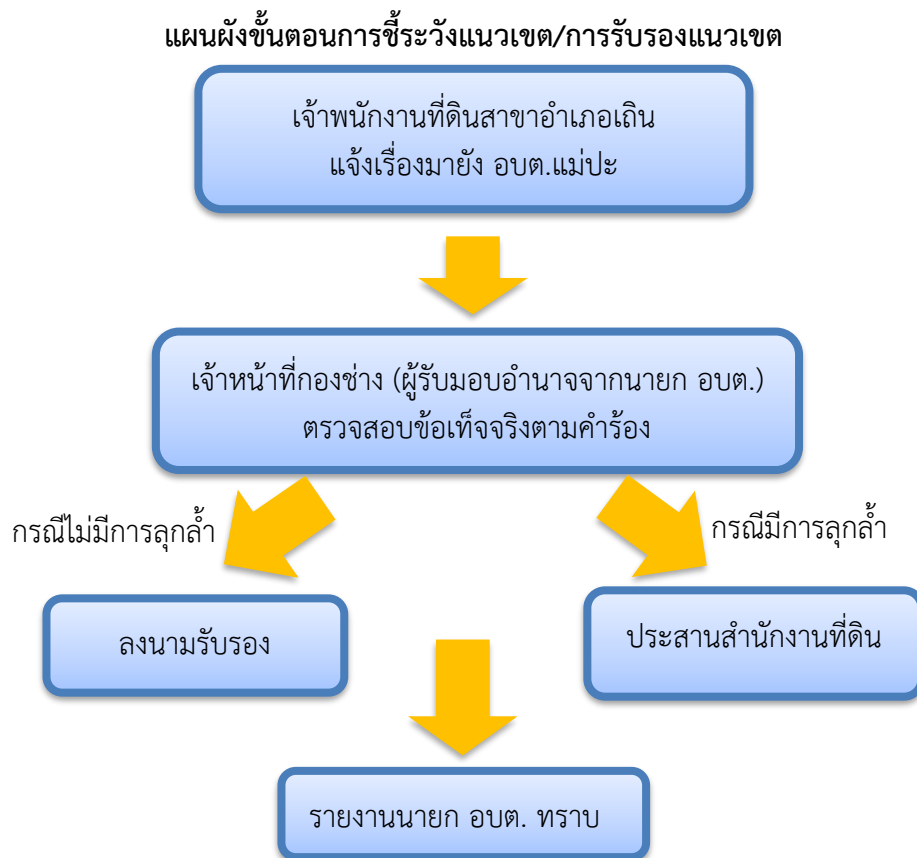 แผนผังขั้นตอนการชี้ระวังแนวเขต/การรับรองแนวเขต
เจ้าพนักงานที่ดินสาขาอำเภอเถิน
แจ้งเรื่องมายัง อบต.แม่ปะ
เจ้าหน้าที่กองช่าง (ผู้รับมอบอำนาจจากนายก อบต.)
ตรวจสอบข้อเท็จจริงตามคำร้อง
กรณีไม่มีการลุกล้ำ
กรณีมีการลุกล้ำ
ลงนามรับรอง
ประสานสำนักงานที่ดิน
รายงานนายก อบต. ทราบ